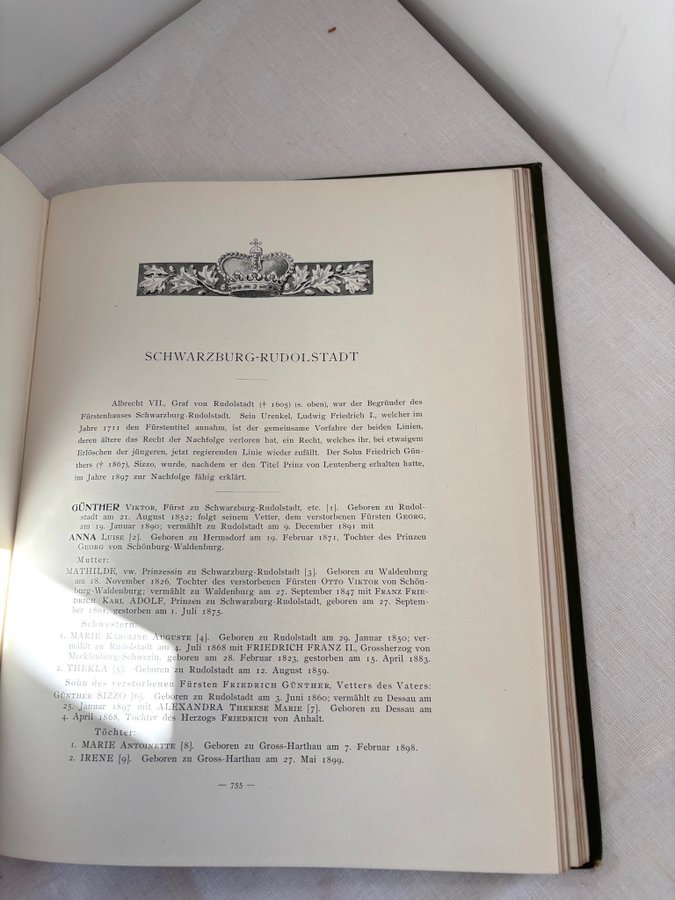 SCHWARZBURG-RUDOLSTADT
Albrecht VII., Graf von Rudolstadt († 1605) (s. oben), war der Begründer des
Fürstenhauses Schwarzburg-Rudolstadt. Sein Urenkel, Ludwig Friedrich I., welcher im
Jahre 1711 den Fürstentitel annahm, ist der gemeinsame Vorfahre der beiden Linien,
deren ältere das Recht der Nachfolge verloren hat, ein Recht, welches ihr, bei etwaigem
Erlöschen der jüngeren, jetzt regierenden Linie wieder zufällt. Der Sohn Friedrich Gün-
thers († 1867), Sizzo, wurde, nachdem er den Titel Prinz von Leutenberg erhalten hatte,
im Jahre 1897 zur Nachfolge fähig erklärt.
GÜNTHER VIKTOR, Fürst zu Schwarzburg-Rudolstadt, etc. [1]. Geboren zu Rudol-
stadt am 21. August 1852; folgt seinem Vetter, dem verstorbenen Fürsten GEORG,
am 19. Januar 1890; vermählt zu Rudolstadt am 9. Dezember 1891 mit
ANNA LUISE [2]. Geboren zu Hermsdorf am 19. Februar 1871, Tochter des Prinzen
GEORG von Schönburg-Waldenburg.
Mutter:
MATHILDE, vw. Prinzessin zu Schwarzburg-Rudolstadt [3]. Geboren zu Waldenburg
am 18. November 1826, Tochter des verstorbenen Fürsten OTTO VIKTOR von Schön-
burg-Waldenburg; vermählt zu Waldenburg am 27. September 1847 mit FRANZ FRIE-
DRICH KARL ADOLF, Prinzen zu Schwarzburg-Rudolstadt, geboren am 27. Septem-
ber 1801, gestorben am 1. Juli 1875.
Schwestern:
1. MARIE KAROLINE AUGUSTE [4]. Geboren zu Rudolstadt am 29. Januar 1850; ver-
mählt zu Rudolstadt am 4. Juli 1868 mit FRIEDRICH FRANZ II., Grossherzog von
Mecklenburg-Schwerin, geboren am 28. Februar 1823, gestorben am 15. April 1883.
2. THEKLA [5]. Geboren zu Rudolstadt am 12. August 1859.
Sohn des verstorbenen Fürsten FRIEDRICH GÜNTHER, Vetters des Vaters:
GÜNTHER SIZZO [6]. Geboren zu Rudolstadt am 3. Juni 1860; vermählt zu Dessau am
25. Januar 1897 mit ALEXANDRA THERESE MARIE [7]. Geboren zu Dessau am
4. April 1868, Tochter des Herzogs FRIEDRICH von Anhalt.
Töchter:
1. MARIE ANTOINETTE [8]. Geboren zu Gross-Harthau am 7. Februar 1898.
2. IRENE [9]. Geboren zu Gross-Harthau am 27. Mai 1899.
— 755 —